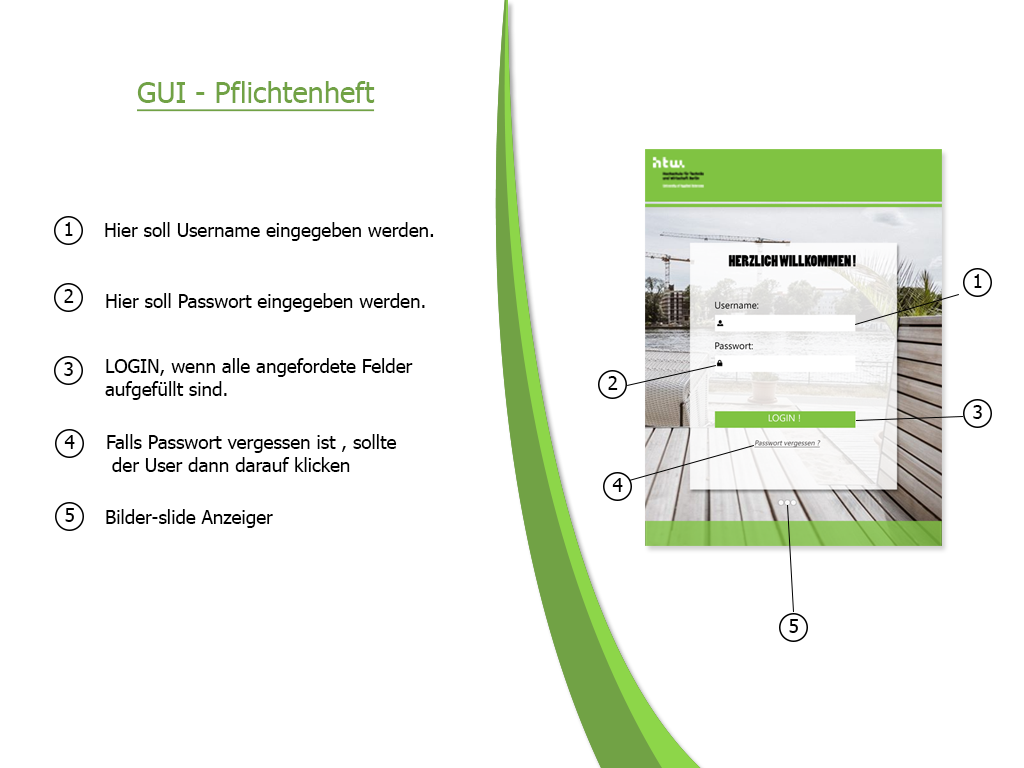 GUI - Pflichtenheft
1 Hier soll Username eingegeben werden.
2 Hier soll Passwort eingegeben werden.
3 LOGIN, wenn alle angefordete Felder
aufgefüllt sind.
4 Falls Passwort vergessen ist , sollte
der User dann darauf klicken
5 Bilder-slide Anzeiger
htw.
Hochschule für Technik
und Wirtschaft Berlin
University of Applied Sciences
HERZLICH WILLKOMMEN !
Username:
1
Passwort:
2
LOGIN !
3
Passwort vergessen ?
4
5